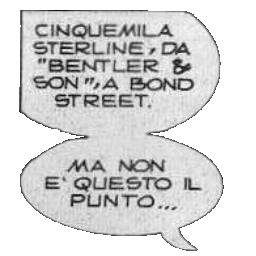 CINQUEMILA
STERLINE, DA
"BENTLER &
SON", A BOND
STREET.
MA NON
E' QUESTO IL
PUNTO...